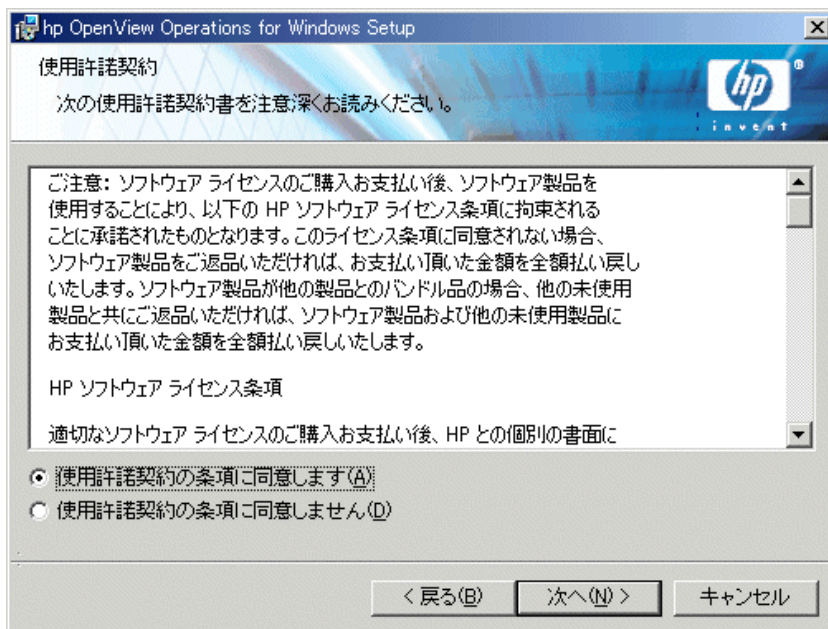 hp OpenView Operations for Windows Setup
使用許諾契約
次の使用許諾契約書を注意深くお読みください。
hp
®
invent
ご注意: ソフトウェア ライセンスのご購入お支払い後、ソフトウェア製品を
使用することにより、以下の HP ソフトウェア ライセンス条項に拘束される
ことに承諾されたものとなります。このライセンス条項に同意されない場合、
ソフトウェア製品をご返品いただければ、お支払い頂いた金額を全額払い戻し
いたします。ソフトウェア製品が他の製品とのバンドル品の場合、他の未使用
製品と共にご返品いただければ、ソフトウェア製品および他の未使用製品に
お支払い頂いた金額を全額払い戻しいたします。
HP ソフトウェア ライセンス条項
適切なソフトウェア ライセンスのご購入お支払い後、HP との個別の書面に
使用許諾契約の条項に同意します(A)
使用許諾契約の条項に同意しません(D)
< 戻る(B)
次へ(N) >
キャンセル